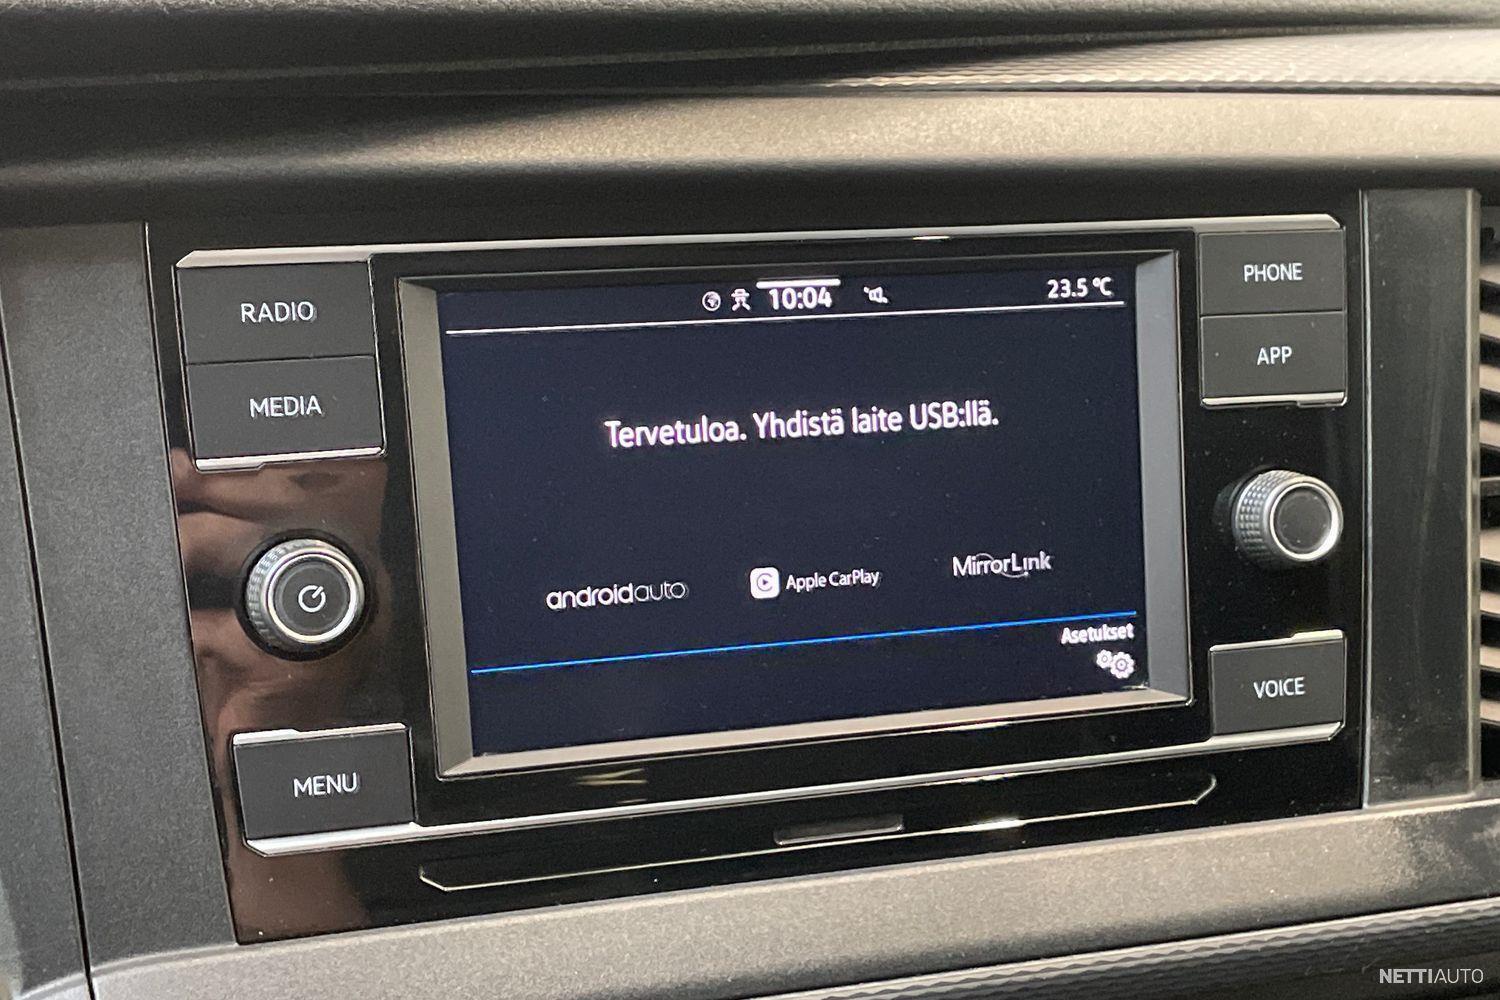 RADIO
MEDIA
MENU
10:04
23.5 °C
Tervetuloa. Yhdistä laite USB:llä.
androidauto
Apple CarPlay
MirrorLink
Asetukset
PHONE
APP
VOICE
NETTIAUTO